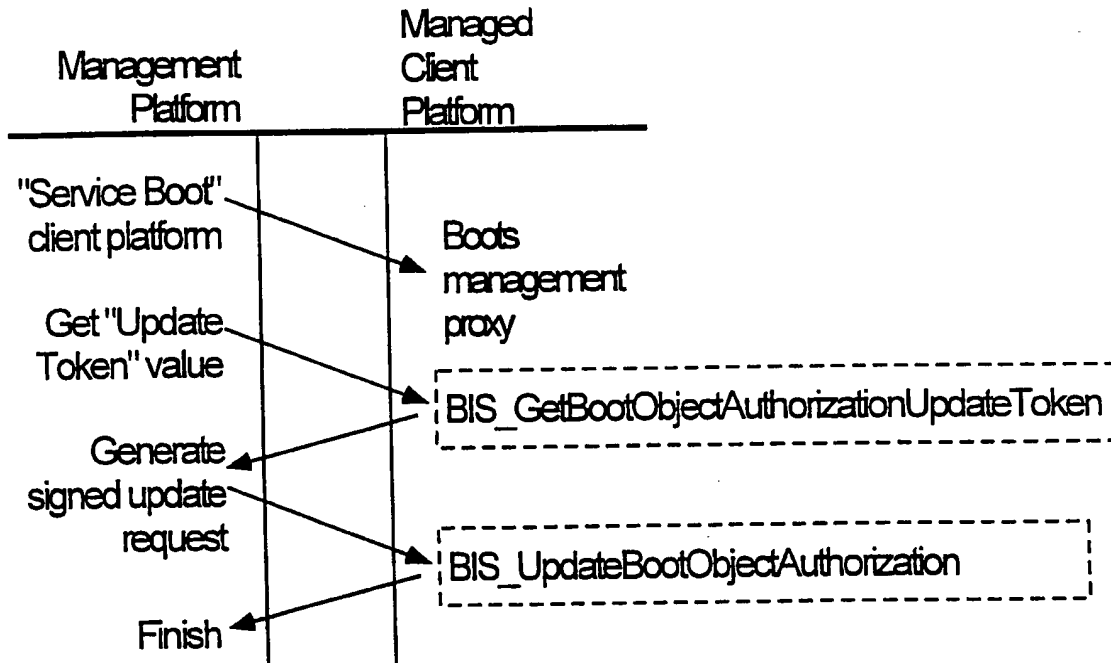 Management
Platform
Managed
Client
Platform
"Service Boot"
client platform
Boots
management
proxy
Get "Update
Token" value
BIS_GetBootObjectAuthorizationUpdateToken
Generate
signed update
request
BIS_UpdateBootObjectAuthorization
Finish